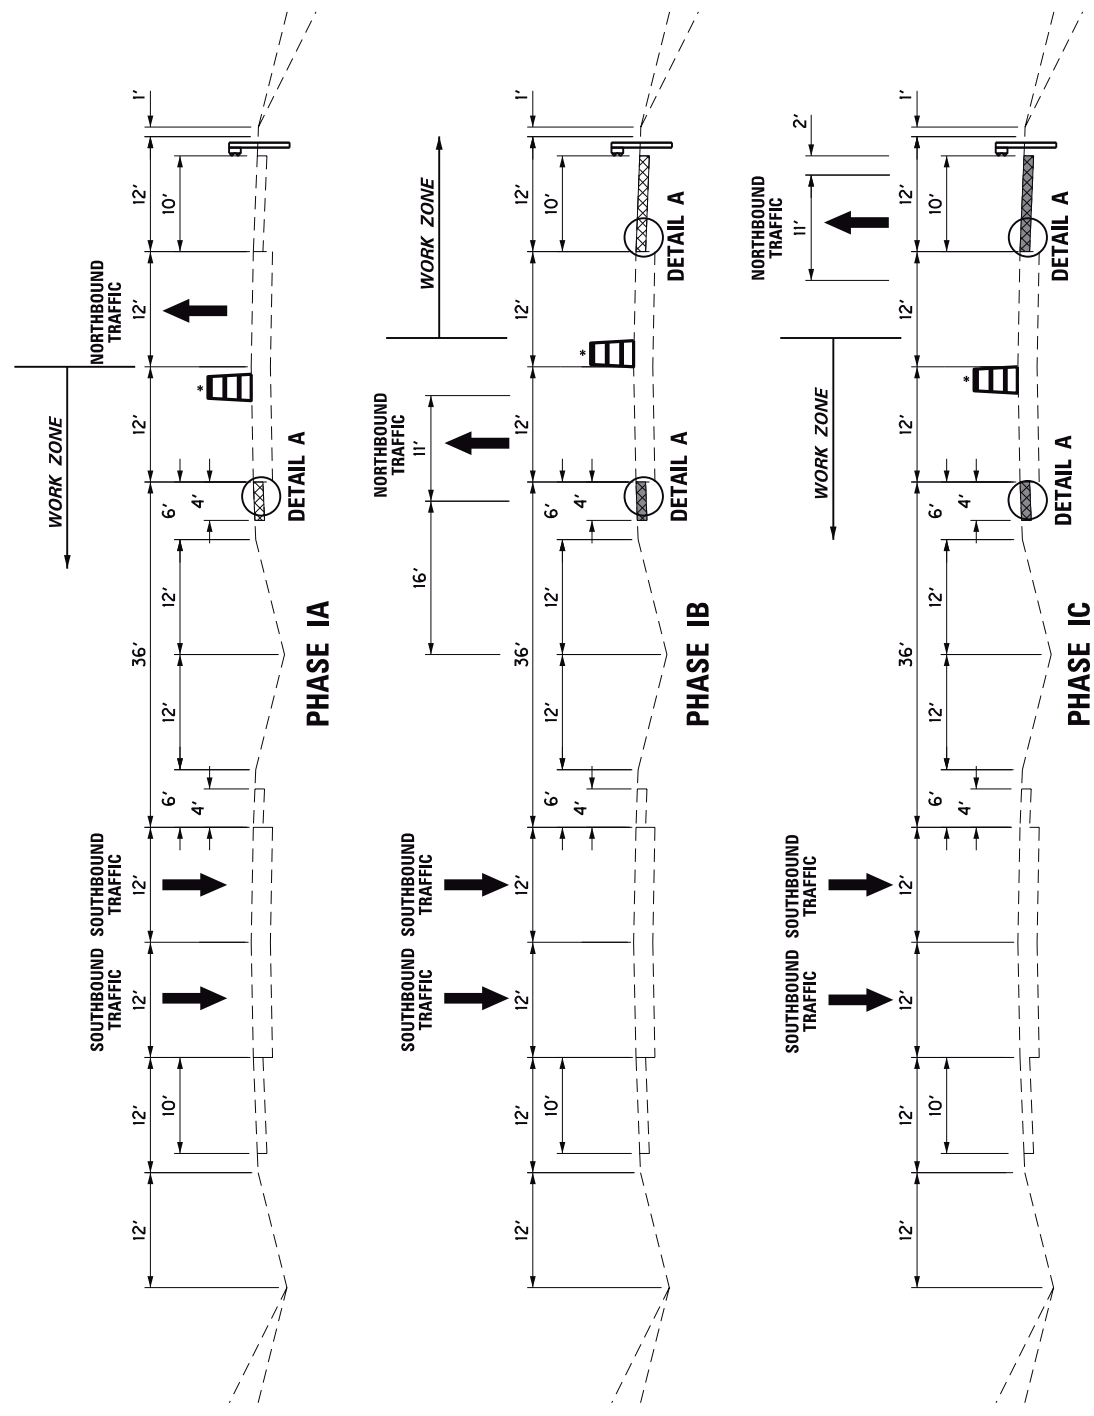 WORK ZONE
SOUTHBOUND
TRAFFIC
SOUTHBOUND
TRAFFIC
NORTHBOUND
TRAFFIC
12' 12' 12' 12' 36' 12' 12' 12' 1'
10' 6' 12' 12' 6' 10'
4' 4' *
DETAIL A
PHASE IA
NORTHBOUND
TRAFFIC
SOUTHBOUND
TRAFFIC
SOUTHBOUND
TRAFFIC
16' 11'
WORK ZONE
12' 12' 12' 12' 36' 12' 12' 12' 1'
10' 6' 12' 12' 6' 10'
4' 4' *
DETAIL A
DETAIL A
PHASE IB
NORTHBOUND
TRAFFIC
11' 2'
SOUTHBOUND
TRAFFIC
SOUTHBOUND
TRAFFIC
WORK ZONE
12' 12' 12' 12' 36' 12' 12' 12' 1'
10' 6' 12' 12' 6' 10'
4' 4' *
DETAIL A
DETAIL A
PHASE IC